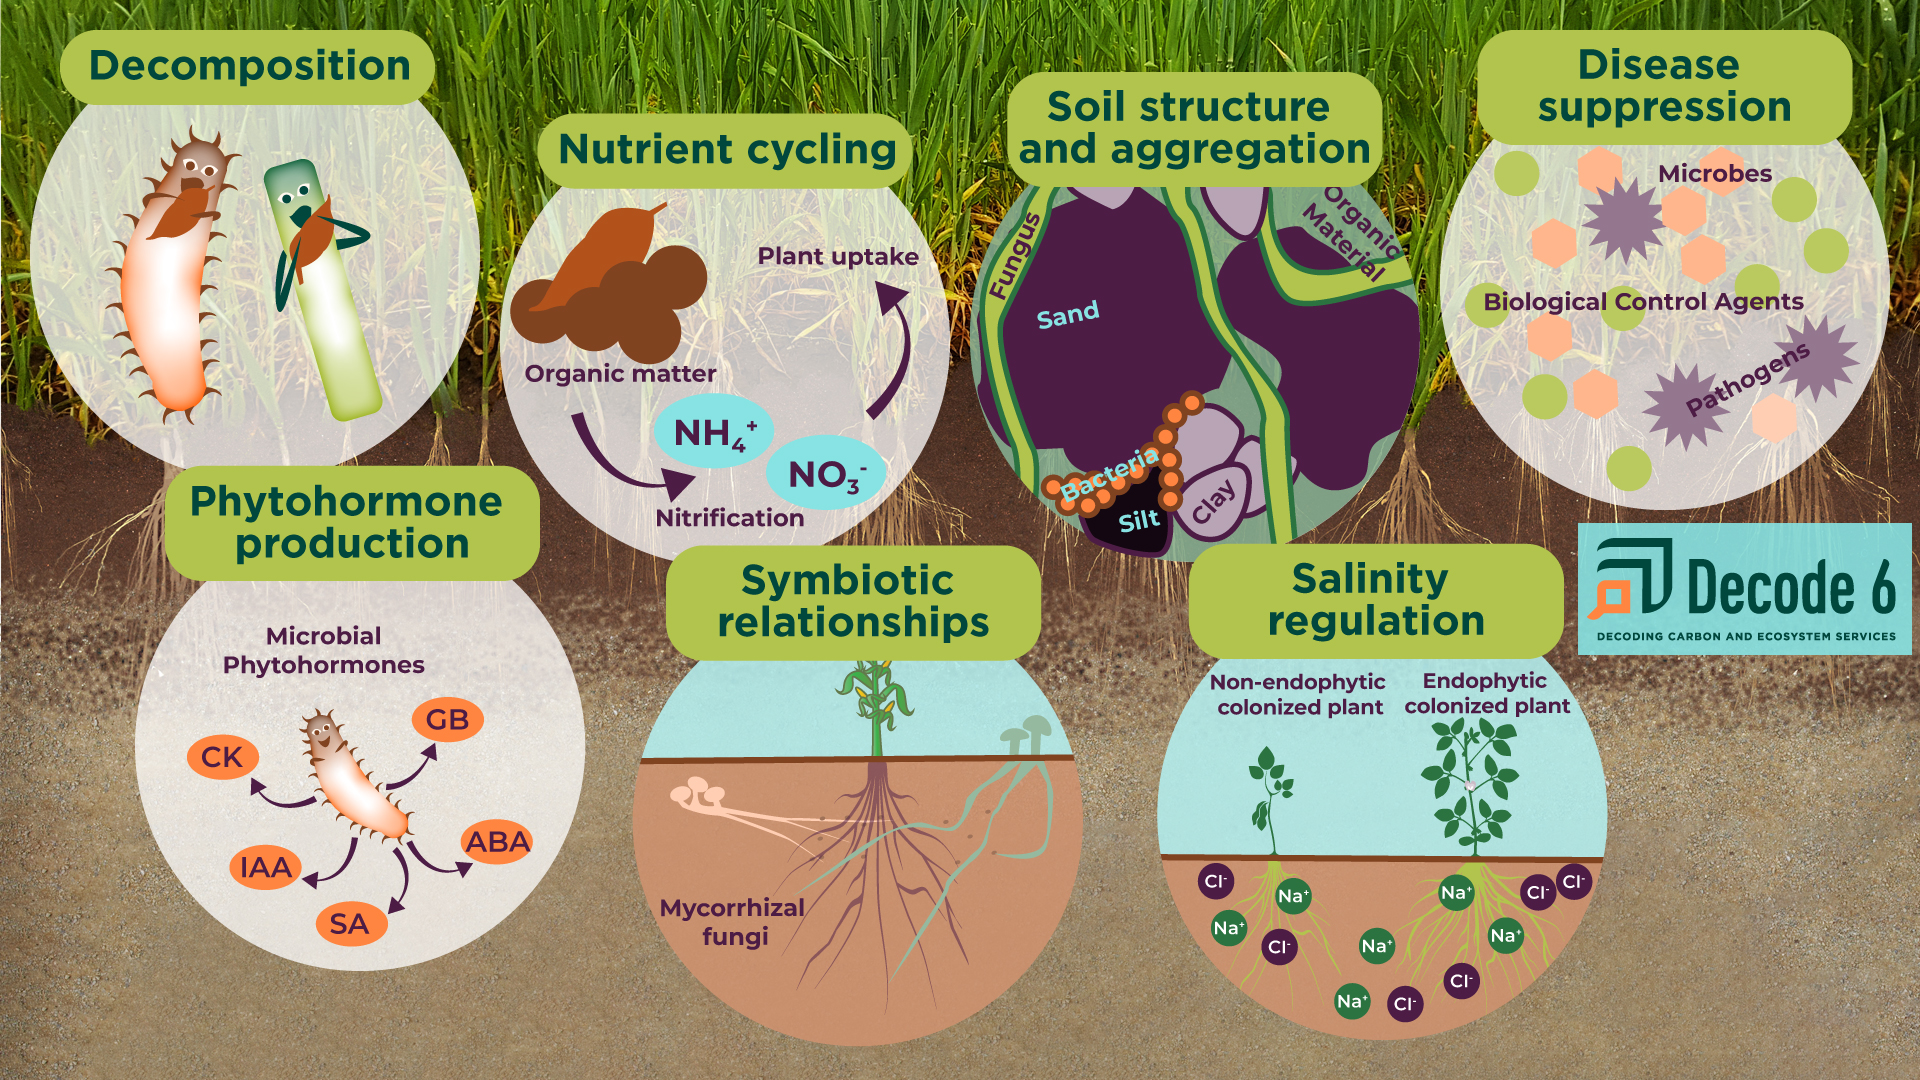 Decomposition
Nutrient cycling
Plant uptake
Organic matter
NH₄⁺
NO₃⁻
Nitrification
Soil structure
and aggregation
Fungus
Organic
Material
Sand
Bacteria
Silt
Clay
Disease
suppression
Microbes
Biological Control Agents
Pathogens
Phytohormone
production
Microbial
Phytohormones
CK
GB
IAA
ABA
SA
Symbiotic
relationships
Mycorrhizal
fungi
Salinity
regulation
Non-endophytic
colonized plant
Endophytic
colonized plant
Cl⁻
Na⁺
Na⁺
Cl⁻
Na⁺
Cl⁻
Cl⁻
Na⁺
Na⁺
Cl⁻
Na⁺
Cl⁻
Decode 6
DECODING CARBON AND ECOSYSTEM SERVICES